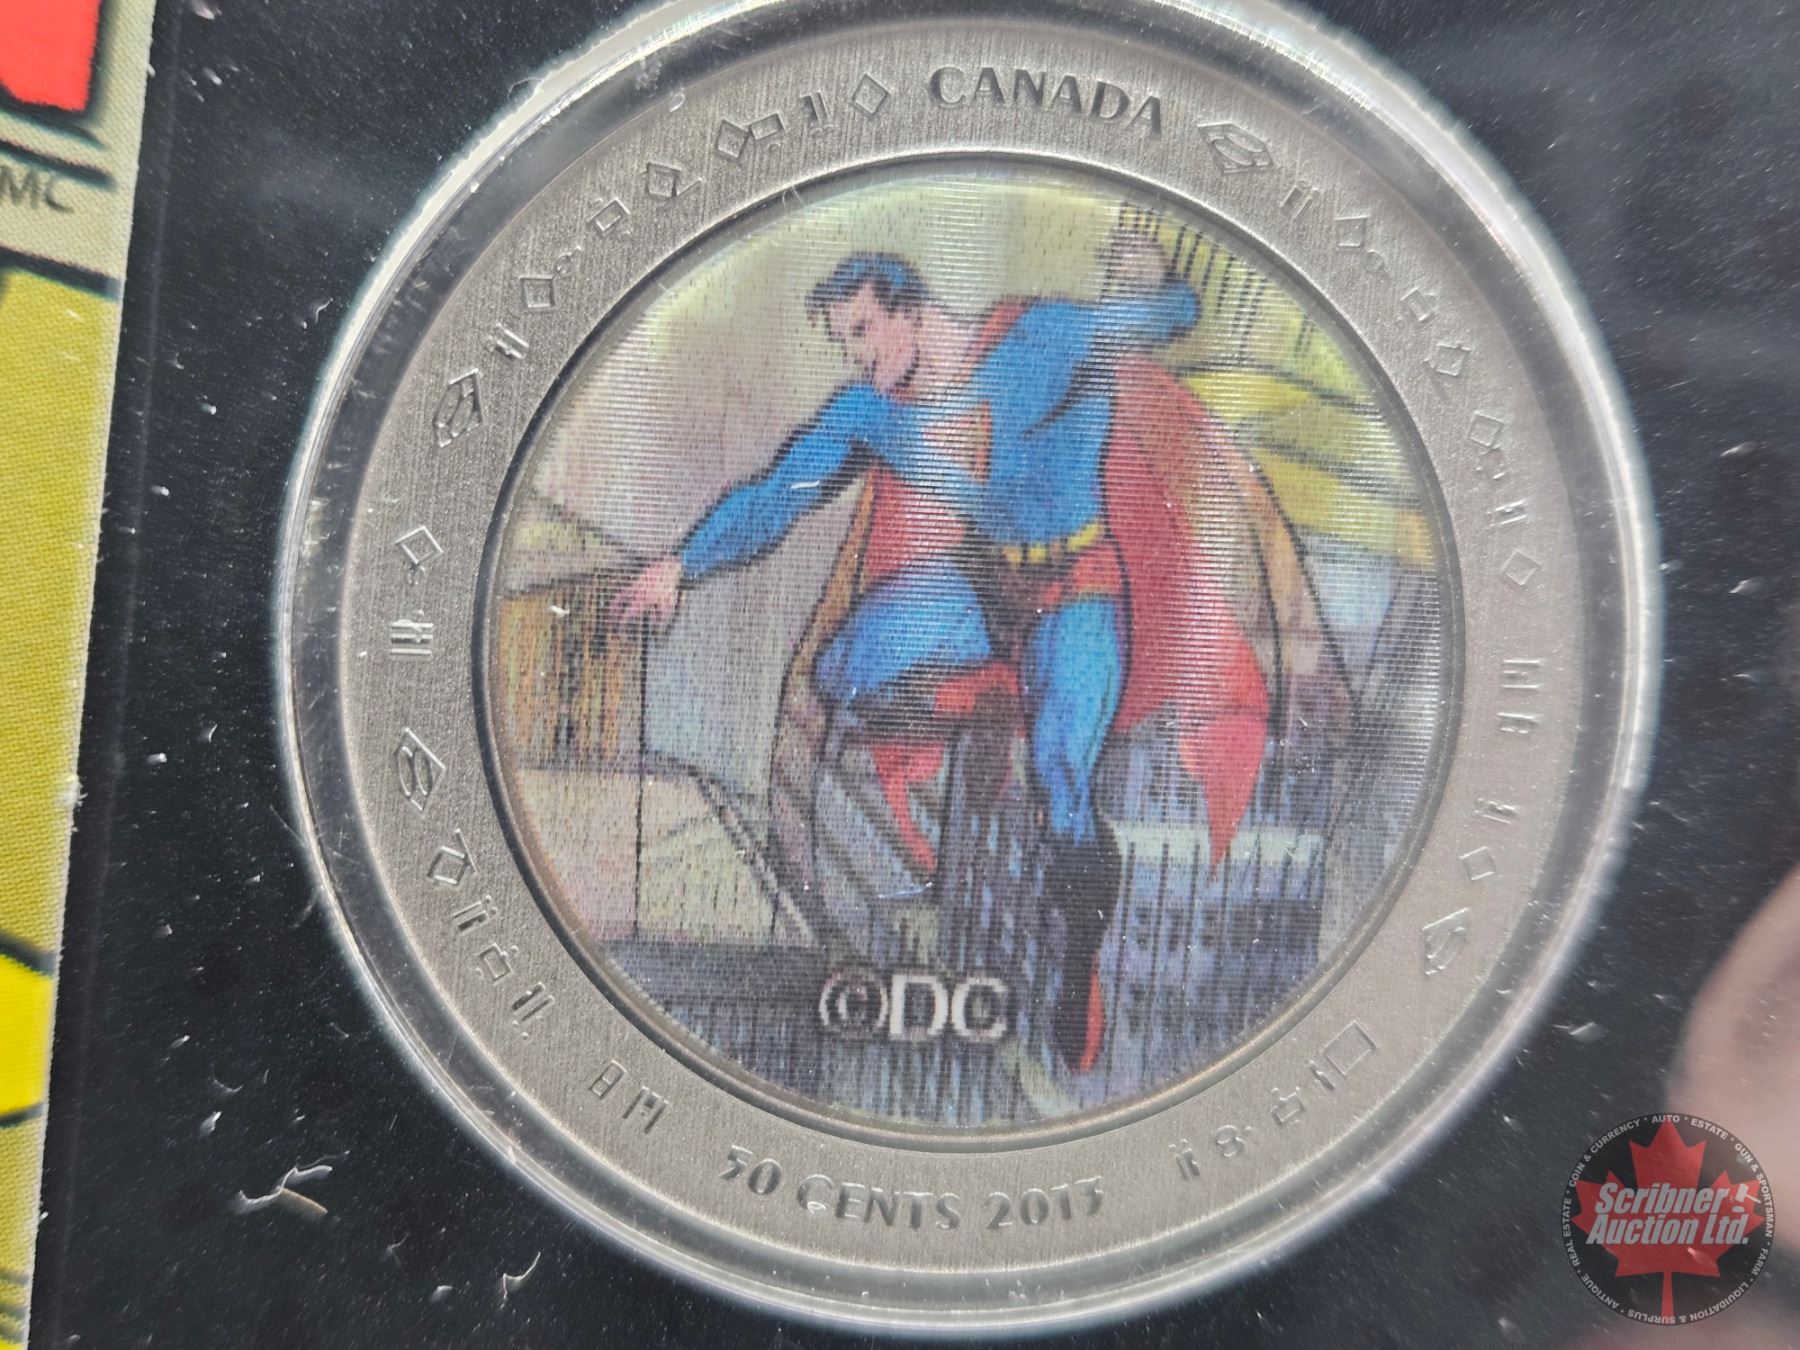 MC
CANADA
©DC
50 CENTS 2013
Scribner
Auction Ltd.
COIN & CURRENCY • AUTO • ESTATE • GUN & SPORTSMAN • FARM • LIQUIDATION & SURPLUS • ANTIQUE • REAL ESTATE •